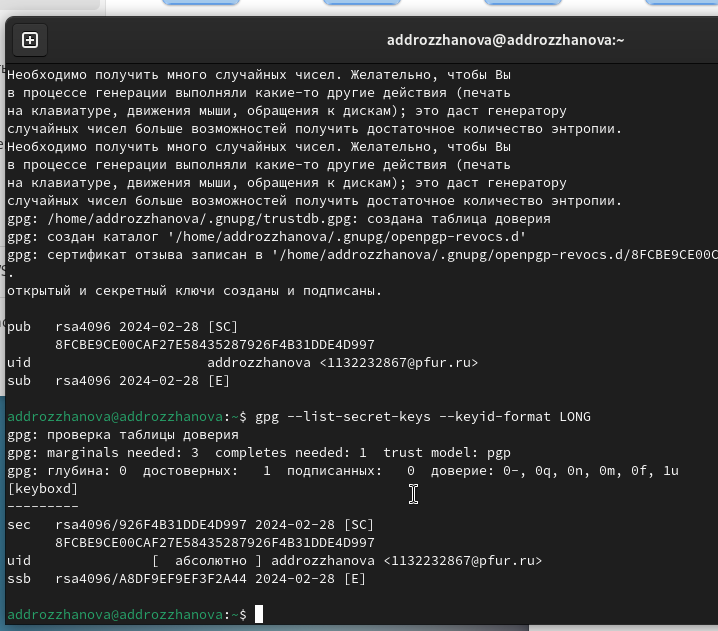 addrozzhanova@addrozzhanova:~
Необходимо получить много случайных чисел. Желательно, чтобы Вы
в процессе генерации выполняли какие-то другие действия (печать
на клавиатуре, движения мыши, обращения к дискам); это даст генератору
случайных чисел больше возможностей получить достаточное количество энтропии.
Необходимо получить много случайных чисел. Желательно, чтобы Вы
в процессе генерации выполняли какие-то другие действия (печать
на клавиатуре, движения мыши, обращения к дискам); это даст генератору
случайных чисел больше возможностей получить достаточное количество энтропии.
gpg: /home/addrozzhanova/.gnupg/trustdb.gpg: создана таблица доверия
gpg: создан каталог '/home/addrozzhanova/.gnupg/openpgp-revocs.d'
gpg: сертификат отзыва записан в '/home/addrozzhanova/.gnupg/openpgp-revocs.d/8FCBE9CE00C
.
открытый и секретный ключи созданы и подписаны.
pub   rsa4096 2024-02-28 [SC]
      8FCBE9CE00CAF27E58435287926F4B31DDE4D997
uid                      addrozzhanova <1132232867@pfur.ru>
sub   rsa4096 2024-02-28 [E]
addrozzhanova@addrozzhanova:~$ gpg --list-secret-keys --keyid-format LONG
gpg: проверка таблицы доверия
gpg: marginals needed: 3  completes needed: 1  trust model: pgp
gpg: глубина: 0  достоверных:   1  подписанных:   0  доверие: 0-, 0q, 0n, 0m, 0f, 1u
[keyboxd]
---------
sec   rsa4096/926F4B31DDE4D997 2024-02-28 [SC]
      8FCBE9CE00CAF27E58435287926F4B31DDE4D997
uid               [  абсолютно ] addrozzhanova <1132232867@pfur.ru>
ssb   rsa4096/A8DF9EF9EF3F2A44 2024-02-28 [E]
addrozzhanova@addrozzhanova:~$